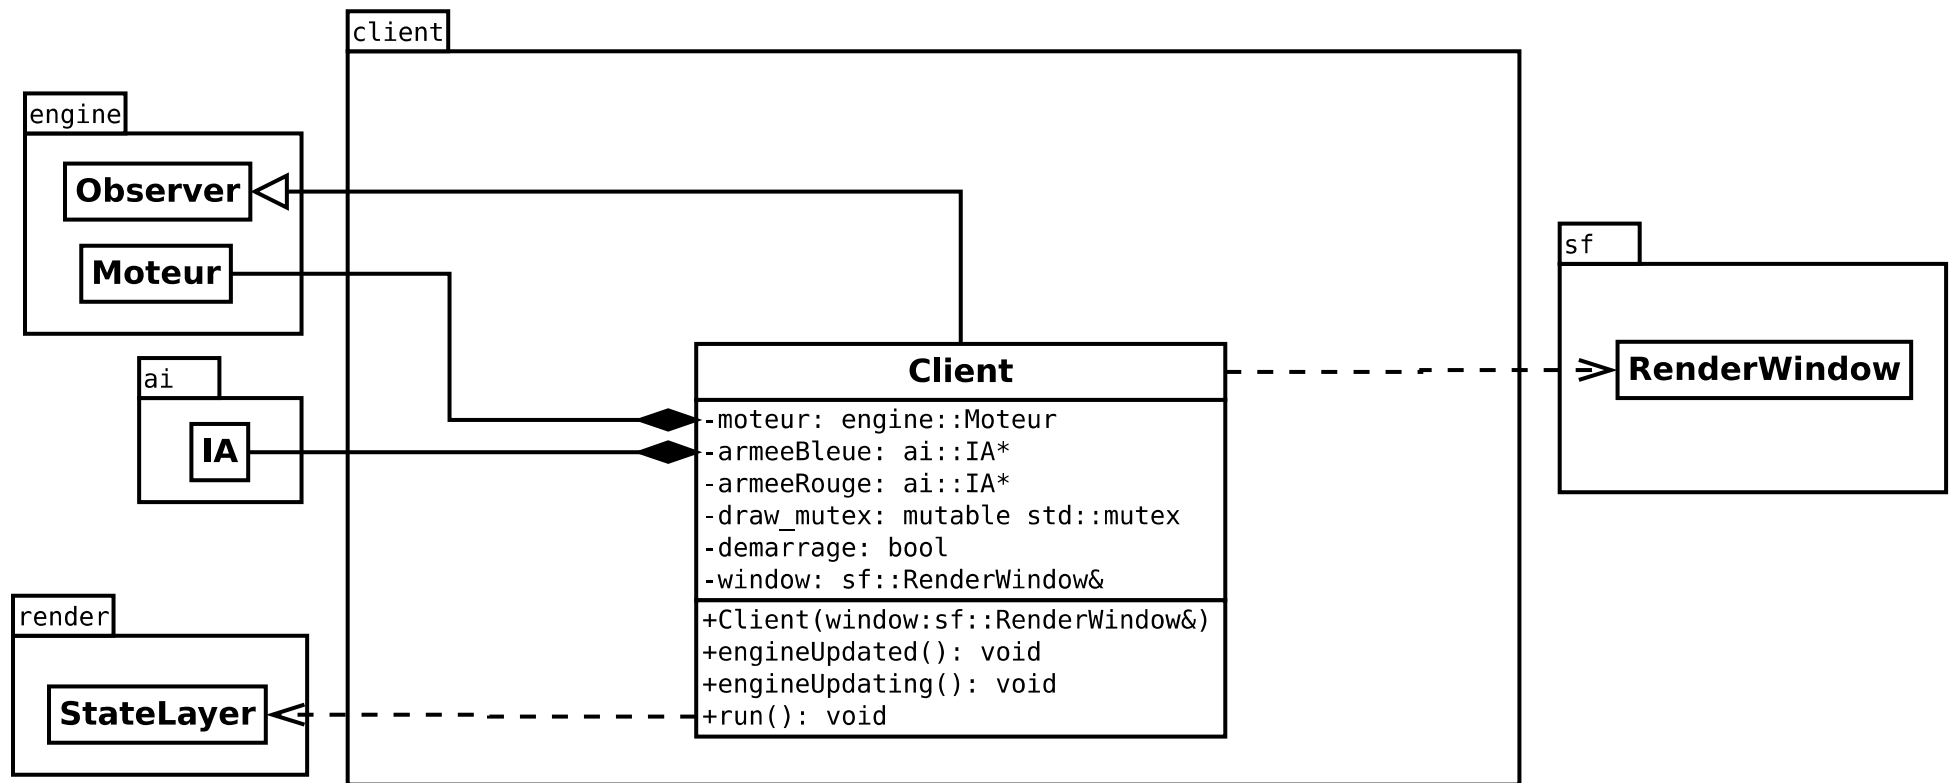 client
engine
Observer
Moteur
ai
IA
render
StateLayer
Client
-moteur: engine::Moteur
-armeeBleue: ai::IA*
-armeeRouge: ai::IA*
-draw_mutex: mutable std::mutex
-demarrage: bool
-window: sf::RenderWindow&
+Client(window:sf::RenderWindow&)
+engineUpdated(): void
+engineUpdating(): void
+run(): void
sf
RenderWindow